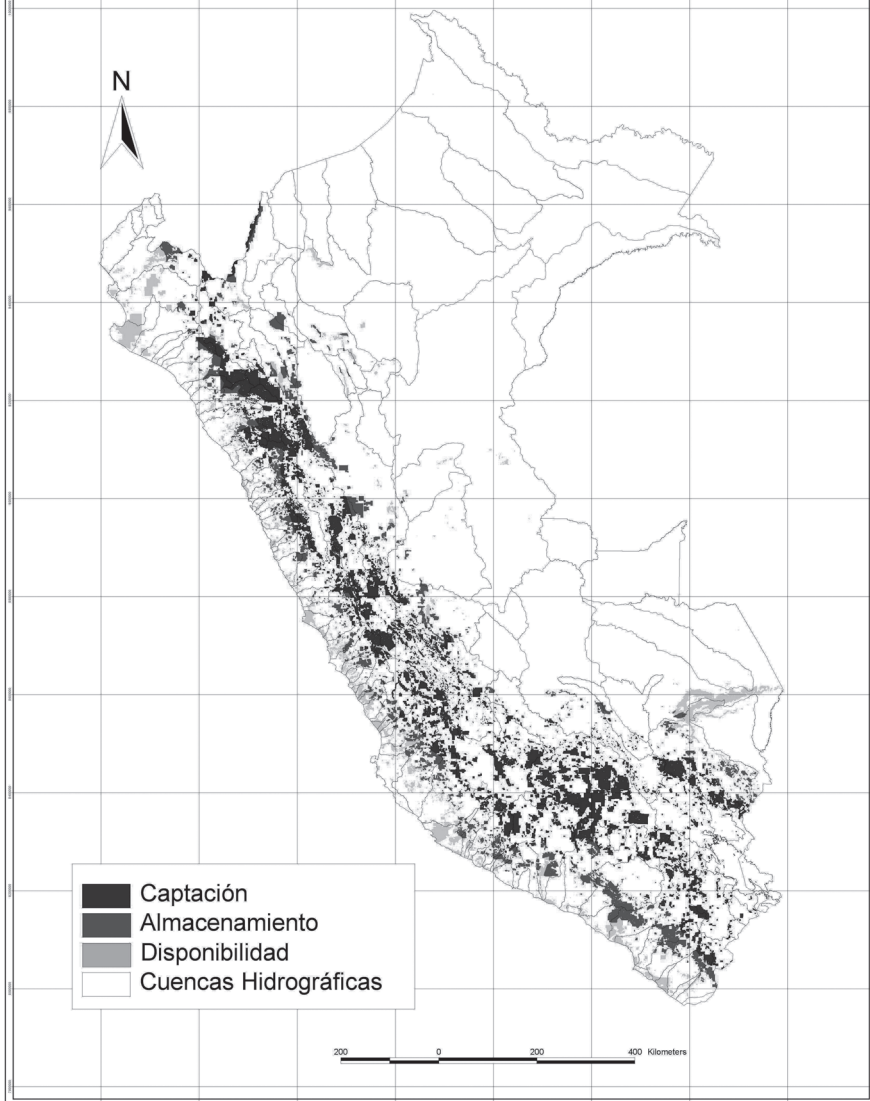 N
Captación
Almacenamiento
Disponibilidad
Cuencas Hidrográficas
200 0 200 400 Kilometers